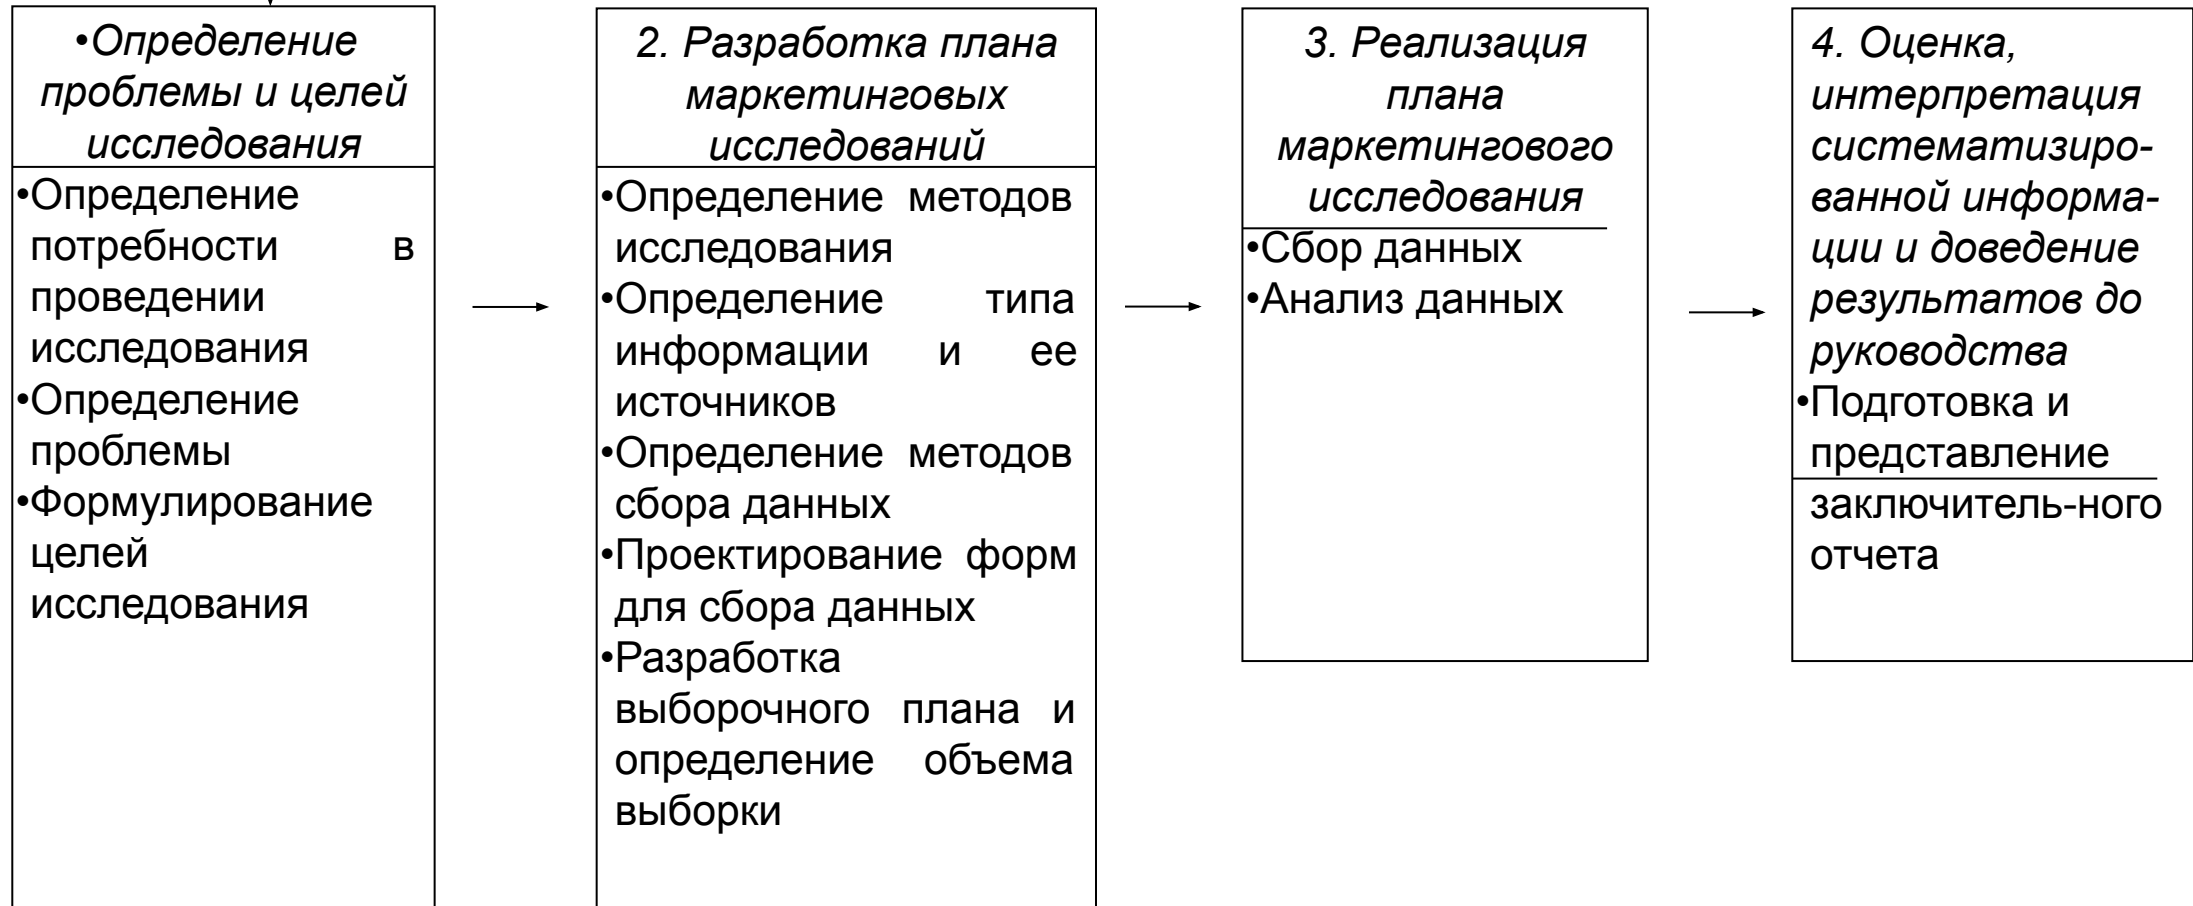 •Определение
проблемы и целей
исследования
•Определение
потребности в
проведении
исследования
•Определение
проблемы
•Формулирование
целей
исследования
2. Разработка плана
маркетинговых
исследований
•Определение методов
исследования
•Определение типа
информации и ее
источников
•Определение методов
сбора данных
•Проектирование форм
для сбора данных
•Разработка
выборочного плана и
определение объема
выборки
3. Реализация
плана
маркетингового
исследования
•Сбор данных
•Анализ данных
4. Оценка,
интерпретация
систематизиро-
ванной информа-
ции и доведение
результатов до
руководства
•Подготовка и
представление
заключитель-ного
отчета